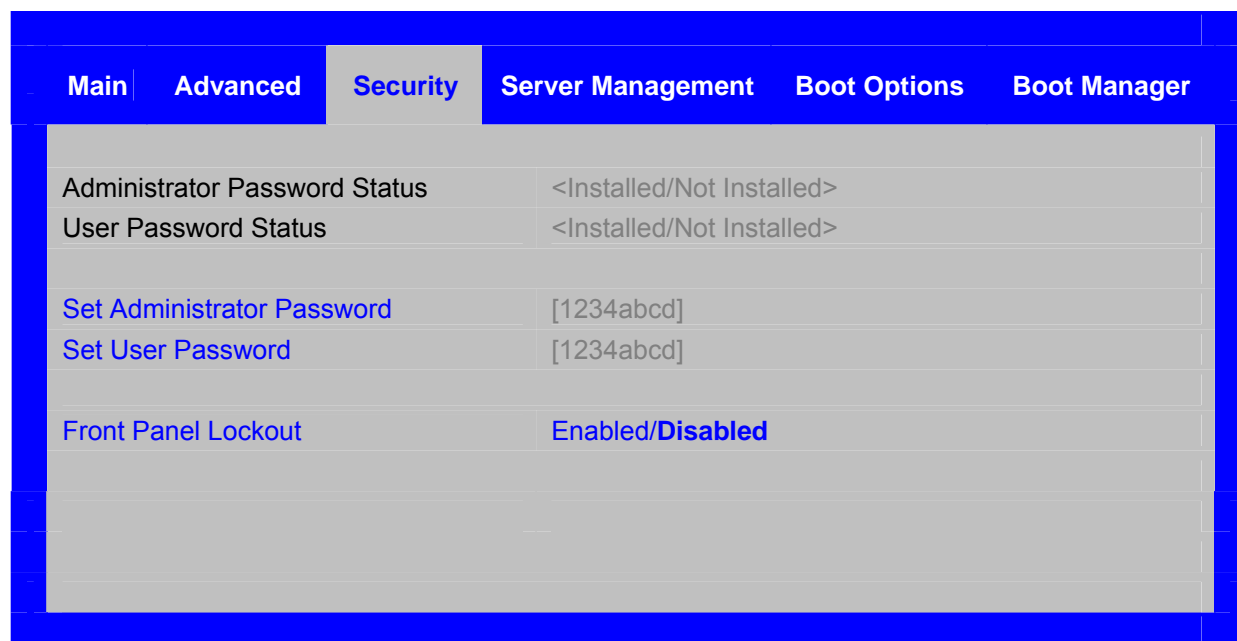 Main Advanced Security Server Management Boot Options Boot Manager
Administrator Password Status <Installed/Not Installed>
User Password Status <Installed/Not Installed>
Set Administrator Password [1234abcd]
Set User Password [1234abcd]
Front Panel Lockout Enabled/Disabled